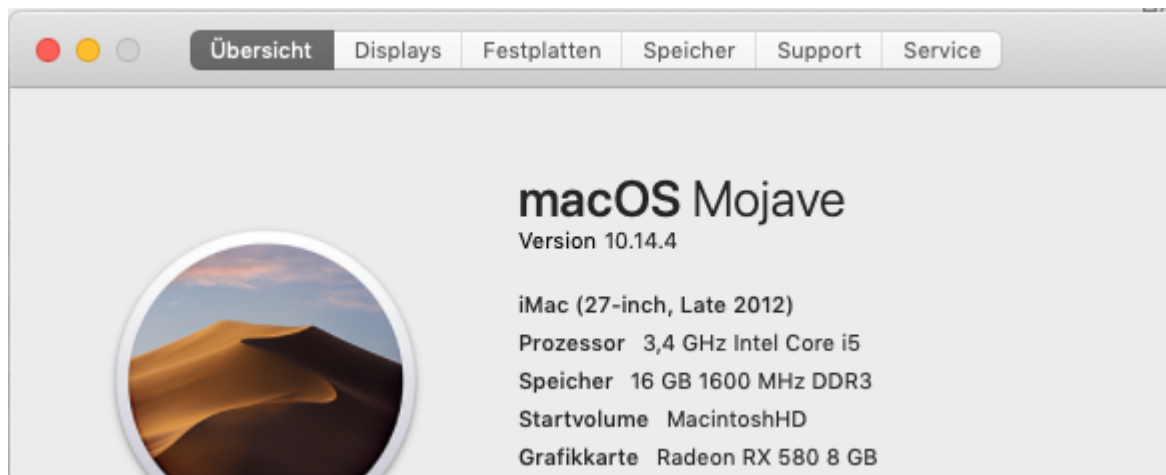 Übersicht Displays Festplatten Speicher Support Service
macOS Mojave
Version 10.14.4
iMac (27-inch, Late 2012)
Prozessor 3,4 GHz Intel Core i5
Speicher 16 GB 1600 MHz DDR3
Startvolume MacintoshHD
Grafikkarte Radeon RX 580 8 GB